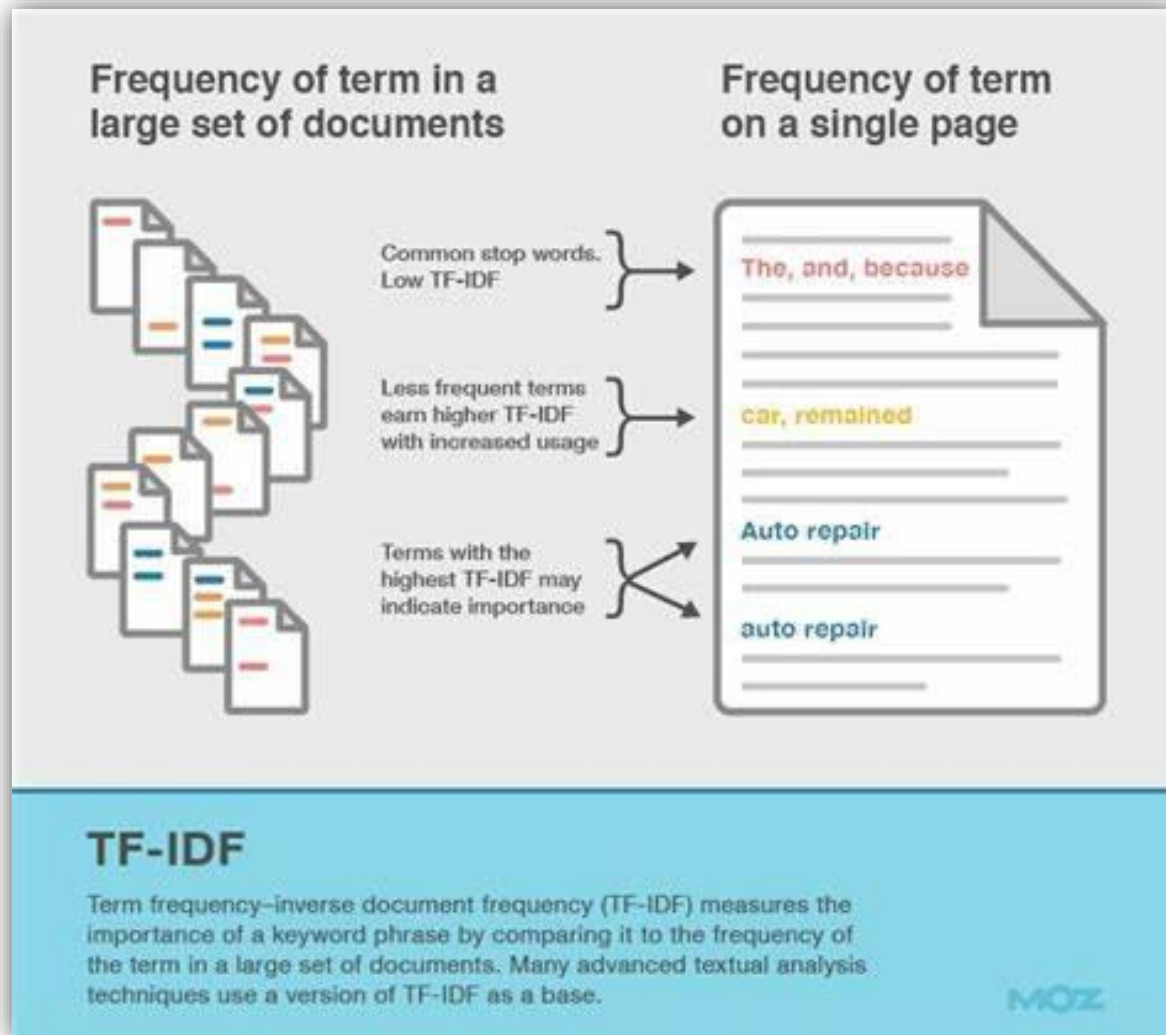 Frequency of term in a
large set of documents
Frequency of term
on a single page
Common stop words.
Low TF-IDF
The, and, because
Less frequent terms
earn higher TF-IDF
with increased usage
car, remained
Terms with the
highest TF-IDF may
indicate importance
Auto repair
auto repair
TF-IDF
Term frequency–inverse document frequency (TF-IDF) measures the
importance of a keyword phrase by comparing it to the frequency of
the term in a large set of documents. Many advanced textual analysis
techniques use a version of TF-IDF as a base.
MOZ